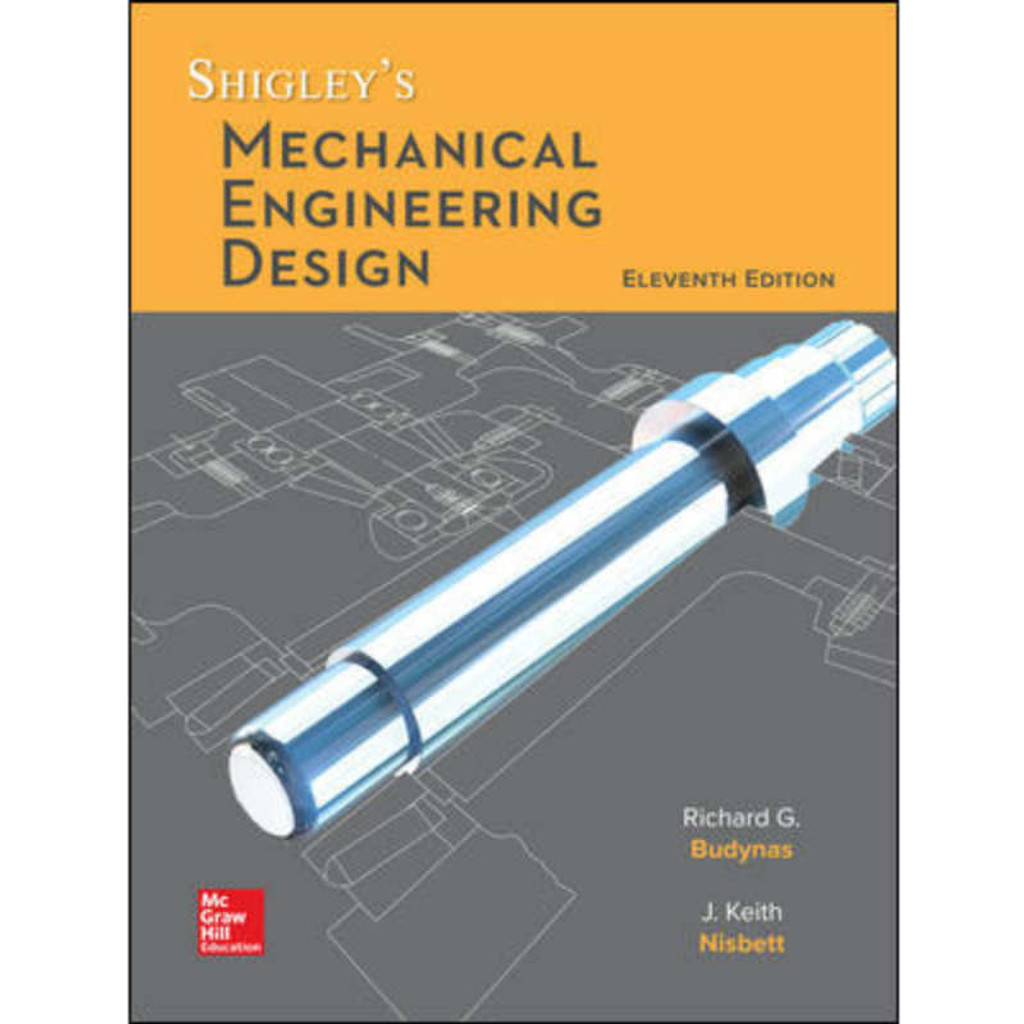 SHIGLEY'S
MECHANICAL
ENGINEERING
DESIGN
ELEVENTH EDITION
Richard G.
Budynas
J. Keith
Nisbett
Mc
Graw
Hill
Education